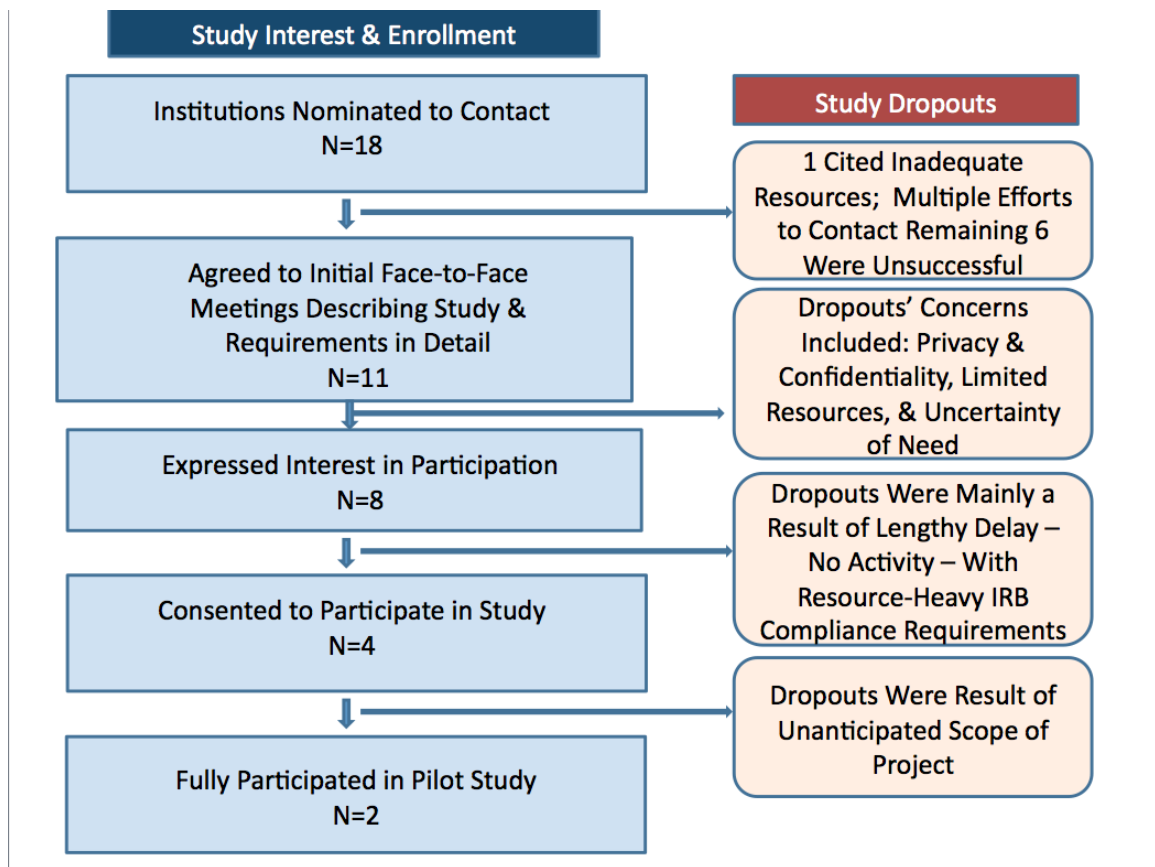 Study Interest & Enrollment
Institutions Nominated to Contact
N=18
Agreed to Initial Face-to-Face
Meetings Describing Study &
Requirements in Detail
N=11
Expressed Interest in Participation
N=8
Consented to Participate in Study
N=4
Fully Participated in Pilot Study
N=2
Study Dropouts
1 Cited Inadequate
Resources;  Multiple Efforts
to Contact Remaining 6
Were Unsuccessful
Dropouts’ Concerns
Included: Privacy &
Confidentiality, Limited
Resources, & Uncertainty
of Need
Dropouts Were Mainly a
Result of Lengthy Delay –
No Activity – With
Resource-Heavy IRB
Compliance Requirements
Dropouts Were Result of
Unanticipated Scope of
Project